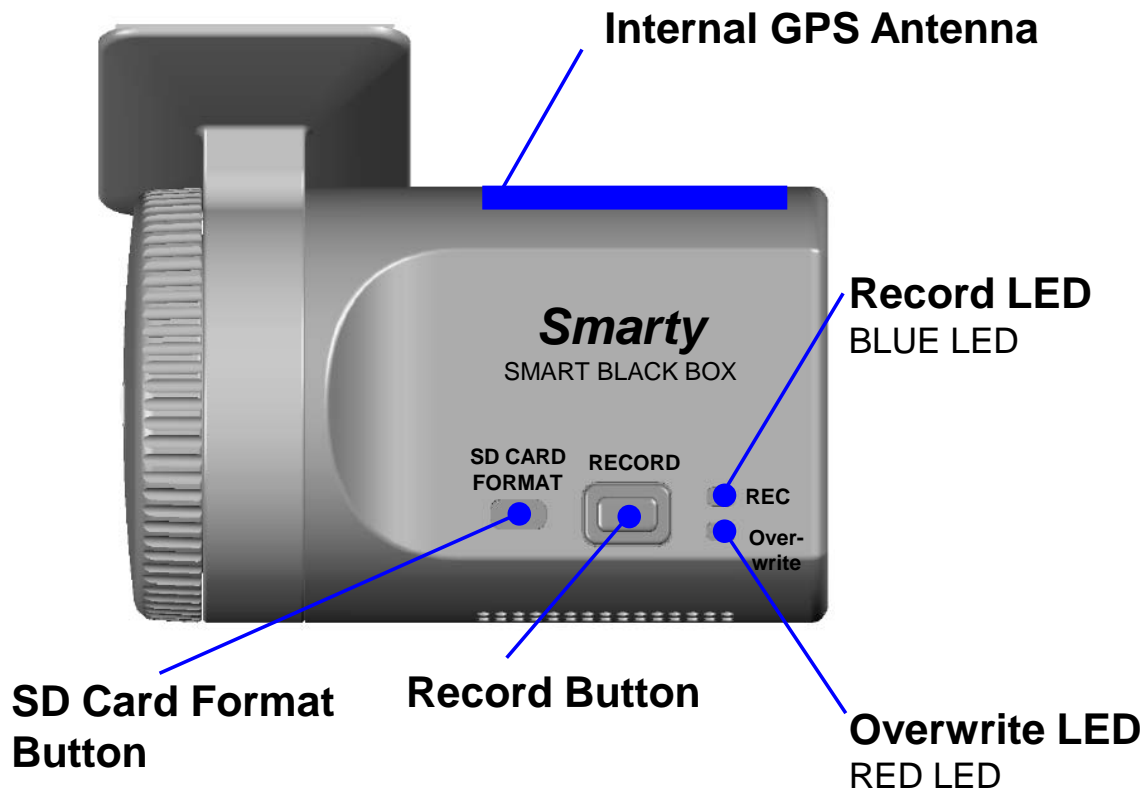 Internal GPS Antenna
Record LED
BLUE LED
Smarty
SMART BLACK BOX
SD CARD
FORMAT
RECORD
REC
Over-
write
SD Card Format
Button
Record Button
Overwrite LED
RED LED